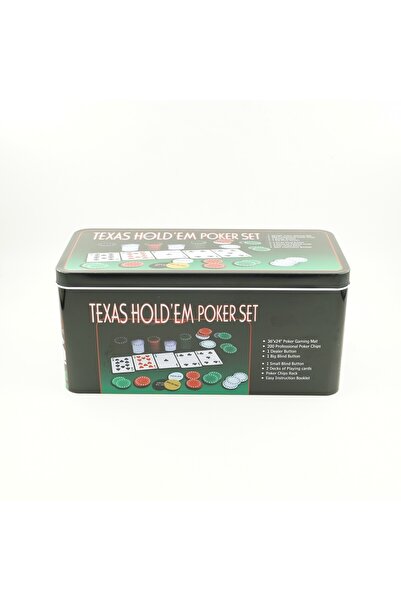 TEXAS HOLD'EM POKER SET
TEXAS HOLD'EM POKER SET
36"x24" Poker Gaming Mat
200 Professional Poker Chips
1 Dealer Button
1 Big Blind Button
1 Small Blind Button
2 Decks of Playing cards
Poker Chips Rack
Easy Instruction Booklet